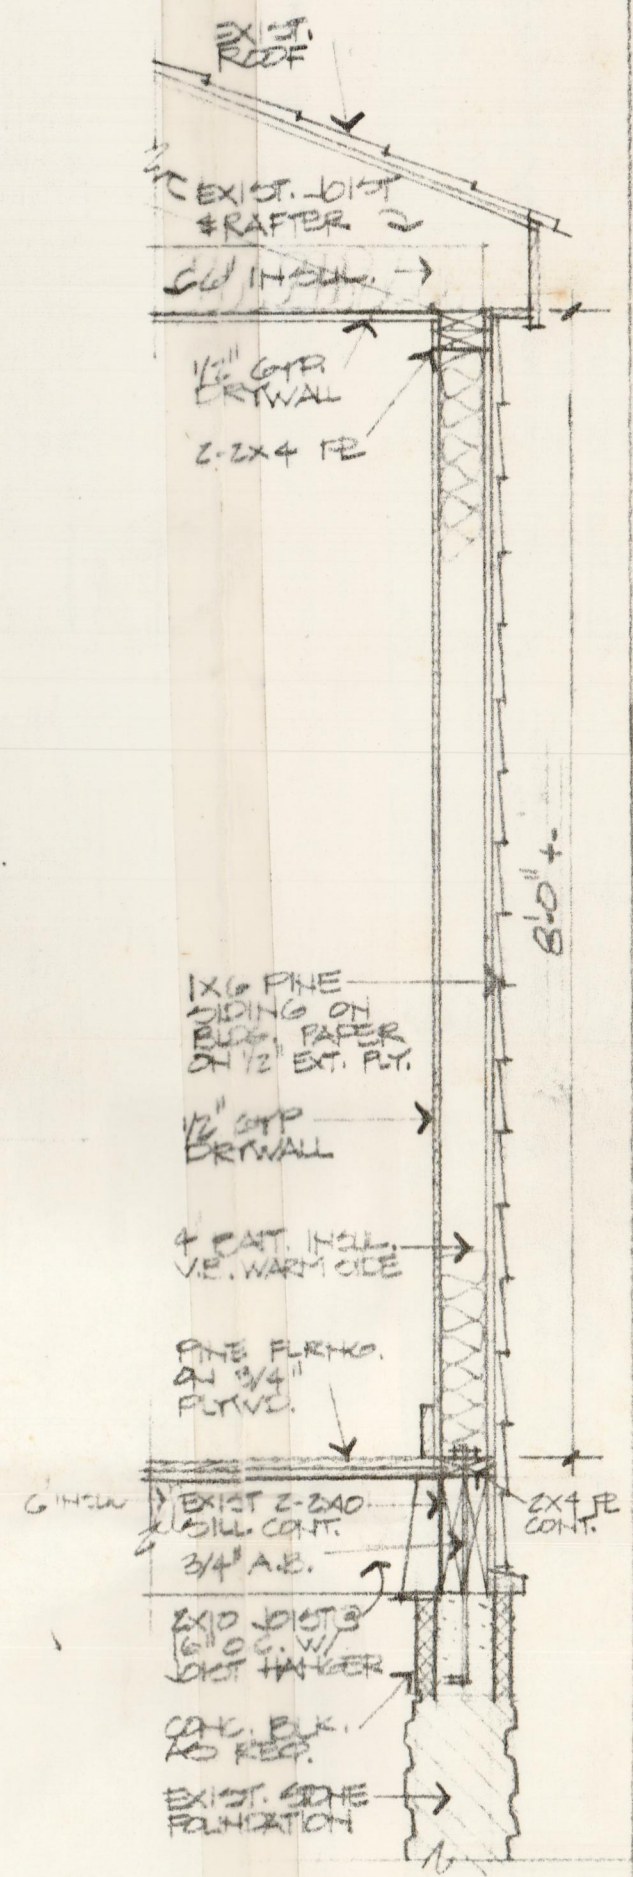 EXIST.
ROOF
EXIST. JOIST
& RAFTER
6" INSUL.
1/2" GYP.
DRYWALL
2-2X4 PL
8'-0" +-
1X6 PINE
SIDING ON
BLDG. PAPER
ON 1/2" EXT. PLY.
1/2" GYP
DRYWALL
4" BATT. INSUL.
V.B. WARM SIDE
PINE FLRNG.
ON 3/4"
PLYWD.
6" INSUL
EXIST 2-2X10
SILL CONT.
2X4 PL
CONT.
3/4" A.B.
2X10 JOIST @
16" O.C. W/
JOIST HANGER
CONC. BLK.
AS REQ.
EXIST. STONE
FOUNDATION